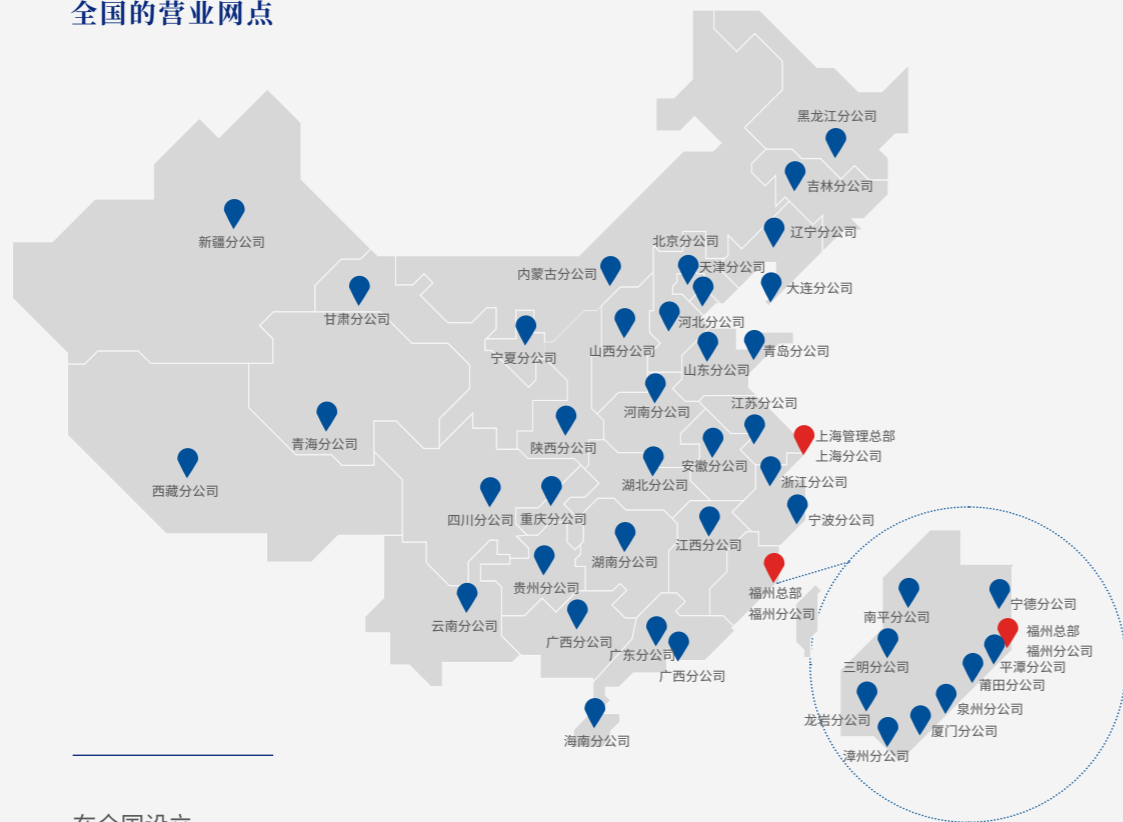 全国的营业网点
黑龙江分公司
吉林分公司
辽宁分公司
新疆分公司
北京分公司
天津分公司
内蒙古分公司
大连分公司
甘肃分公司
河北分公司
宁夏分公司
山西分公司
青岛分公司
山东分公司
河南分公司
江苏分公司
青海分公司
陕西分公司
上海管理总部
上海分公司
安徽分公司
湖北分公司
浙江分公司
西藏分公司
四川分公司
重庆分公司
宁波分公司
江西分公司
湖南分公司
贵州分公司
福州总部
福州分公司
云南分公司
广西分公司
广东分公司
广西分公司
海南分公司
宁德分公司
南平分公司
福州总部
福州分公司
三明分公司
平潭分公司
莆田分公司
泉州分公司
龙岩分公司
厦门分公司
漳州分公司
在全国设立